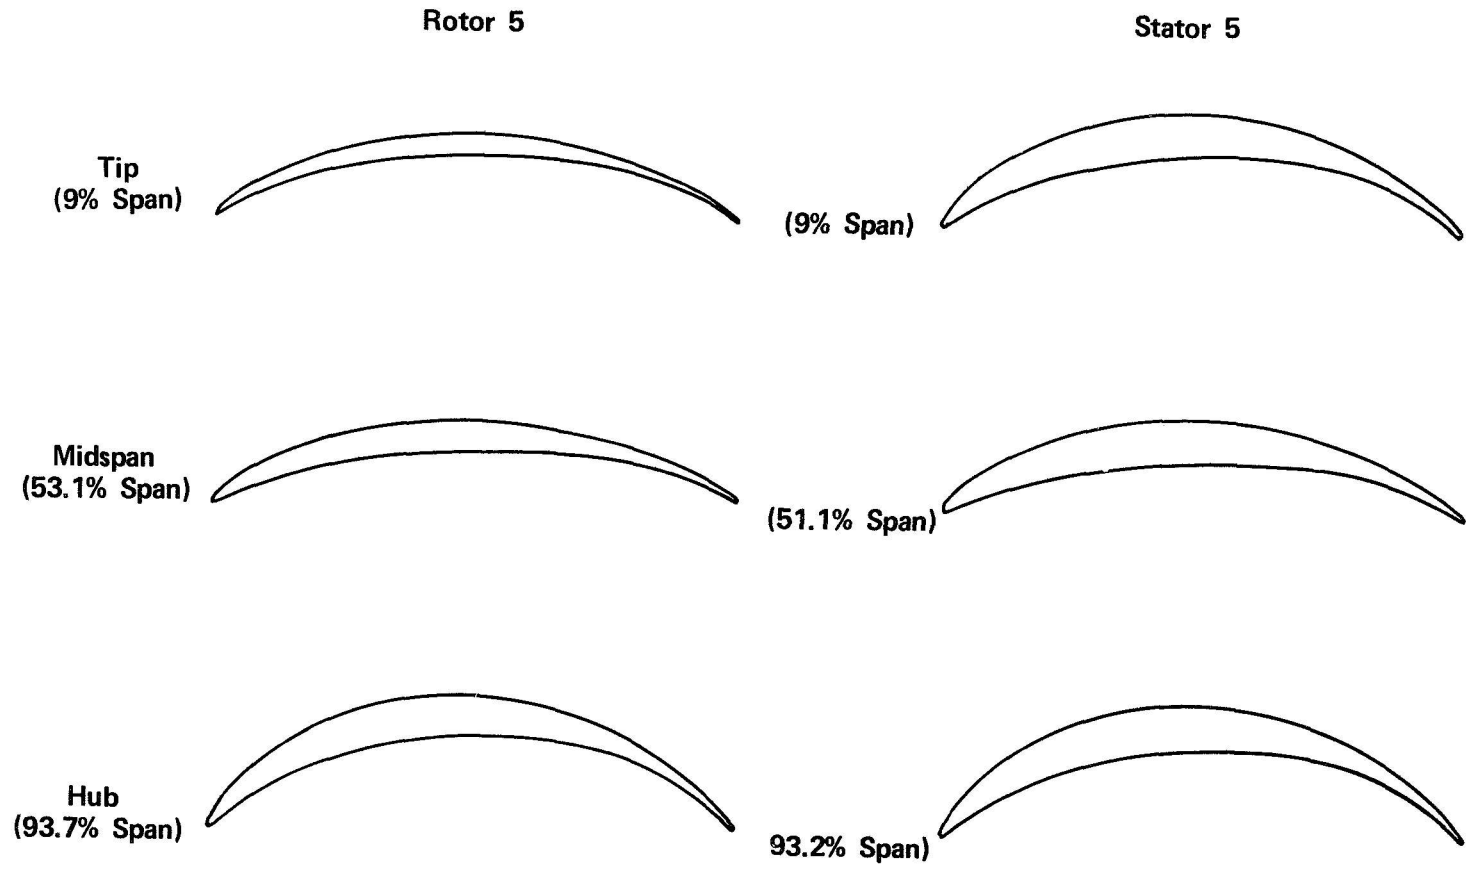 Rotor 5
Stator 5
Tip
(9% Span)
(9% Span)
Midspan
(53.1% Span)
(51.1% Span)
Hub
(93.7% Span)
93.2% Span)